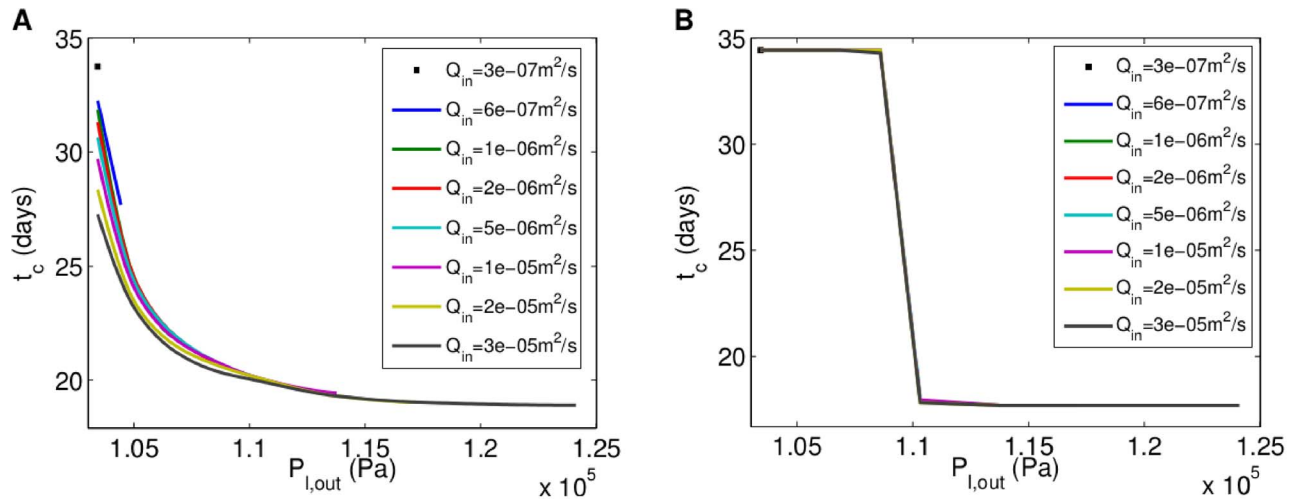 A
35
30
25
20
t_c (days)
1.05
1.1
1.15
1.2
1.25
P_l,out (Pa)
x 10^5
Q_in=3e−07m^2/s
Q_in=6e−07m^2/s
Q_in=1e−06m^2/s
Q_in=2e−06m^2/s
Q_in=5e−06m^2/s
Q_in=1e−05m^2/s
Q_in=2e−05m^2/s
Q_in=3e−05m^2/s
B
35
30
25
20
t_c (days)
1.05
1.1
1.15
1.2
1.25
P_l,out (Pa)
x 10^5
Q_in=3e−07m^2/s
Q_in=6e−07m^2/s
Q_in=1e−06m^2/s
Q_in=2e−06m^2/s
Q_in=5e−06m^2/s
Q_in=1e−05m^2/s
Q_in=2e−05m^2/s
Q_in=3e−05m^2/s